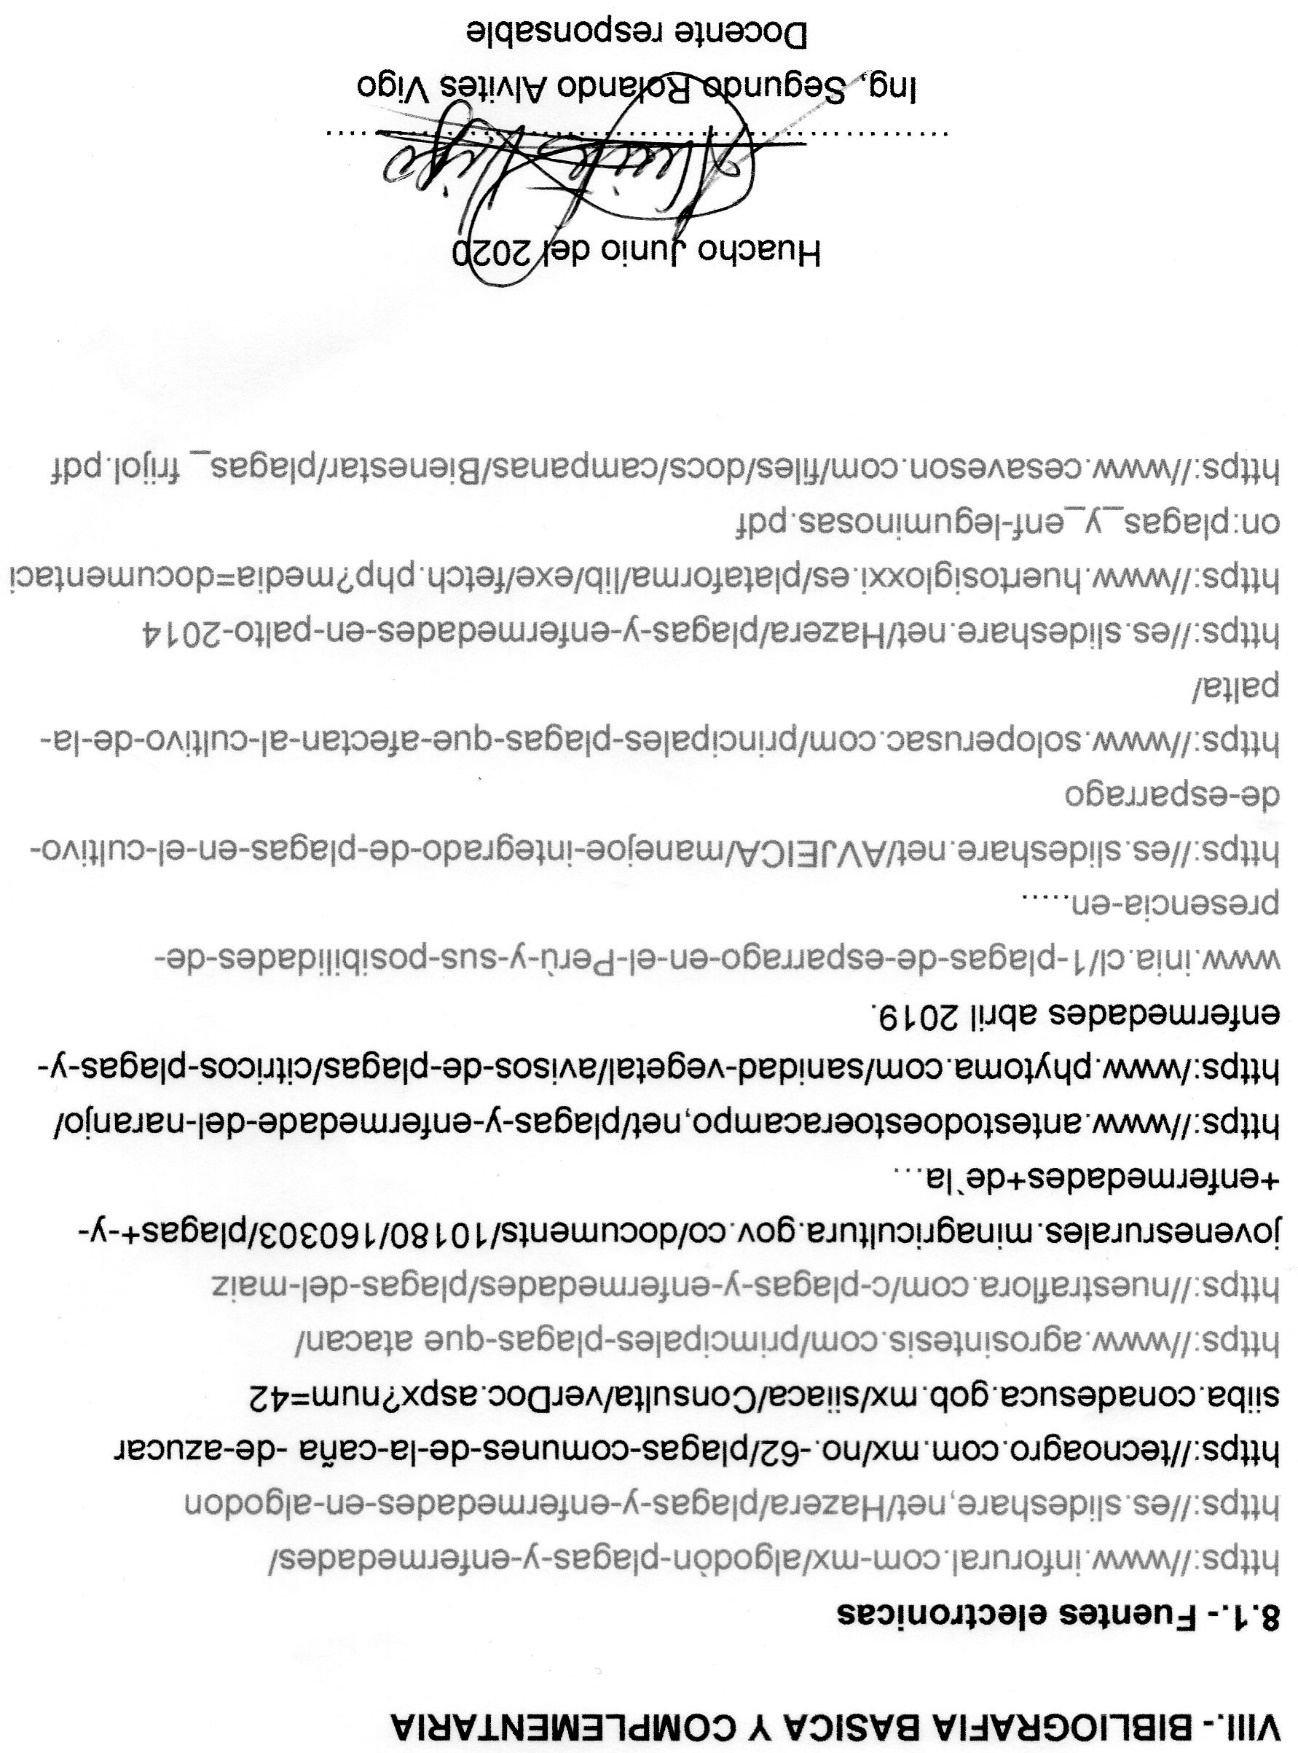 VIII.- BIBLIOGRAFIA BASICA Y COMPLEMENTARIA
8.1.- Fuentes electronicas
https://www.inforural.com-mx/algodòn-plagas-y-enfermedades/
https://es.slideshare,net/Hazera/plagas-y-enfermedades-en-algodon
https://tecnoagro.com.mx/no.-62/plagas-comunes-de-la-caña -de-azucar
siiba.conadesuca.gob.mx/siiaca/Consulta/verDoc.aspx?num=42
https://www.agrosintesis.com/primcipales-plagas-que atacan/
https://nuestraflora.com/c-plagas-y-enfermedades/plagas-del-maiz
jovenesrurales.minagricultura.gov.co/documents/10180/160303/plagas+-y-
+enfermedades+de`la...
https://www.antestodoestoeracampo,net/plagas-y-enfermedade-del-naranjo/
https:/www.phytoma.com/sanidad-vegetal/avisos-de-plagas/citricos-plagas-y-
enfermedades abril 2019.
www.inia.cl/1-plagas-de-esparrago-en-el-Perù-y-sus-posibilidades-de-
presencia-en.....
https://es.slideshare.net/AVJEICA/manejoe-integrado-de-plagas-en-el-cultivo-
de-esparrago
https://www.soloperusac.com/principales-plagas-que-afectan-al-cultivo-de-la-
palta/
https://es.slideshare.net/Hazera/plagas-y-enfermedades-en-palto-2014
https://www.huertosigloxxi.es/plataforma/lib/exe/fetch.php?media=documentaci
on:plagas_y_enf-leguminosas.pdf
https://www.cesaveson.com/files/docs/campanas/Bienestar/plagas_ frijol.pdf
Huacho Junio del 2020
Alvites Vigo
Ing, Segundo Rolando Alvites Vigo
Docente responsable